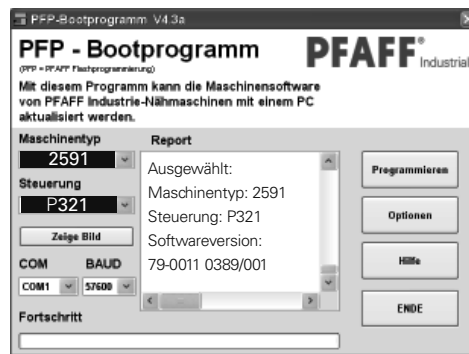 PFP-Bootprogramm V4.3a
PFP - Bootprogramm
(PFP = PFAFF Flashprogrammierung)
PFAFF® Industrial
Mit diesem Programm kann die Maschinensoftware
von PFAFF Industrie-Nähmaschinen mit einem PC
aktualisiert werden.
Maschinentyp
2591
Steuerung
P321
Zeige Bild
COM BAUD
COM1 57600
Report
Ausgewählt:
Maschinentyp: 2591
Steuerung: P321
Softwareversion:
79-0011 0389/001
Programmieren
Optionen
Hilfe
ENDE
Fortschritt